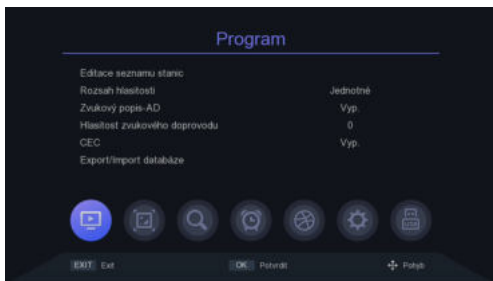 Program
Editace seznamu stanic
Rozsah hlasitosti Jednotné
Zvukový popis-AD Vyp.
Hlasitost zvukového doprovodu 0
CEC Vyp.
Export/Import databáze
USB
EXIT Exit OK Potvrdit Pohyb